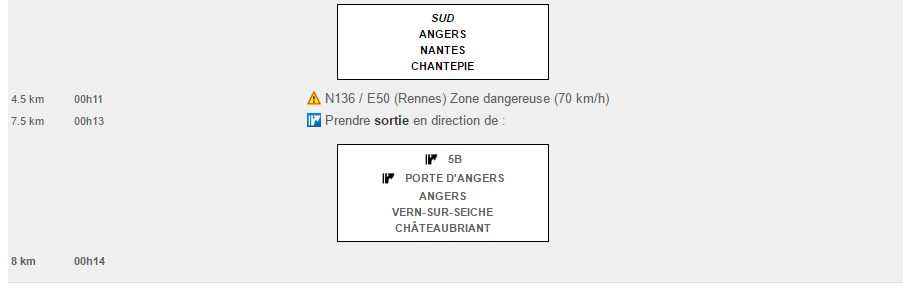 SUD
ANGERS
NANTES
CHANTEPIE
4.5 km 00h11 N136 / E50 (Rennes) Zone dangereuse (70 km/h)
7.5 km 00h13 Prendre sortie en direction de :
5B
PORTE D'ANGERS
ANGERS
VERN-SUR-SEICHE
CHÂTEAUBRIANT
8 km 00h14